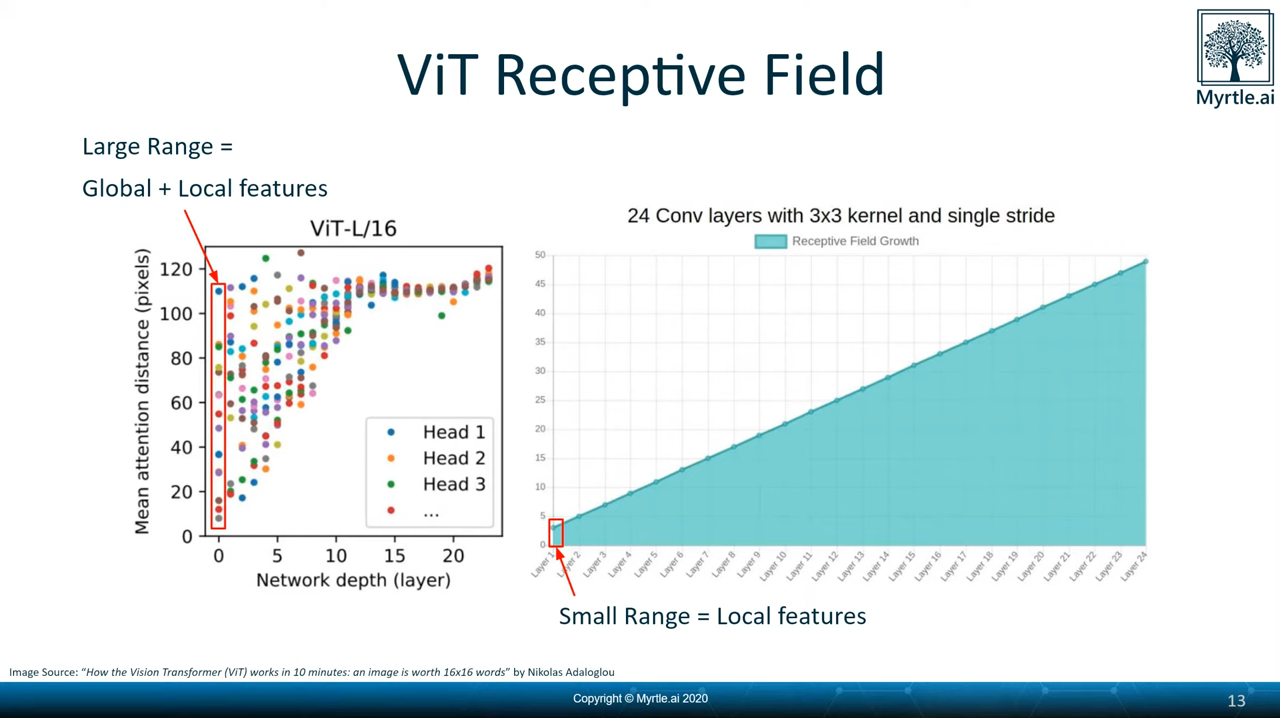 ViT Receptive Field
Myrtle.ai
Large Range =
Global + Local features
ViT-L/16
Mean attention distance (pixels)
120
100
80
60
40
20
0
0 5 10 15 20
Network depth (layer)
Head 1
Head 2
Head 3
...
24 Conv layers with 3x3 kernel and single stride
Receptive Field Growth
50
45
40
35
30
25
20
15
10
5
0
Layer 1
Layer 2
Layer 3
Layer 4
Layer 5
Layer 6
Layer 7
Layer 8
Layer 9
Layer 10
Layer 11
Layer 12
Layer 13
Layer 14
Layer 15
Layer 16
Layer 17
Layer 18
Layer 19
Layer 20
Layer 21
Layer 22
Layer 23
Layer 24
Small Range = Local features
Image Source: “How the Vision Transformer (ViT) works in 10 minutes: an image is worth 16x16 words” by Nikolas Adaloglou
Copyright © Myrtle.ai 2020
13